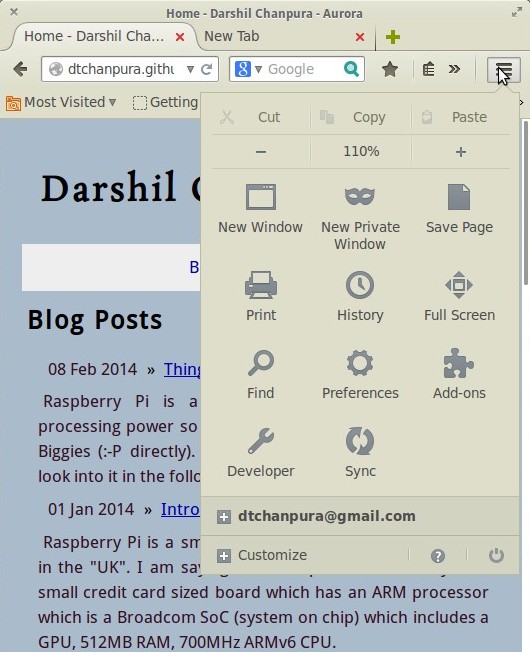 Home - Darshil Chanpura - Aurora
Home - Darshil Cha...
New Tab
dtchanpura.githu
Google
Most Visited
Getting
Cut Copy Paste
− 110% +
New Window
New Private
Window
Save Page
Print
History
Full Screen
Find
Preferences
Add-ons
Developer
Sync
dtchanpura@gmail.com
Customize
Darshil C
B
Blog Posts
08 Feb 2014 » Thing
Raspberry Pi is a
processing power so
Biggies (:-P directly).
look into it in the follo
01 Jan 2014 » Intro
Raspberry Pi is a sm
in the "UK". I am say
small credit card sized board which has an ARM processor
which is a Broadcom SoC (system on chip) which includes a
GPU, 512MB RAM, 700MHz ARMv6 CPU.